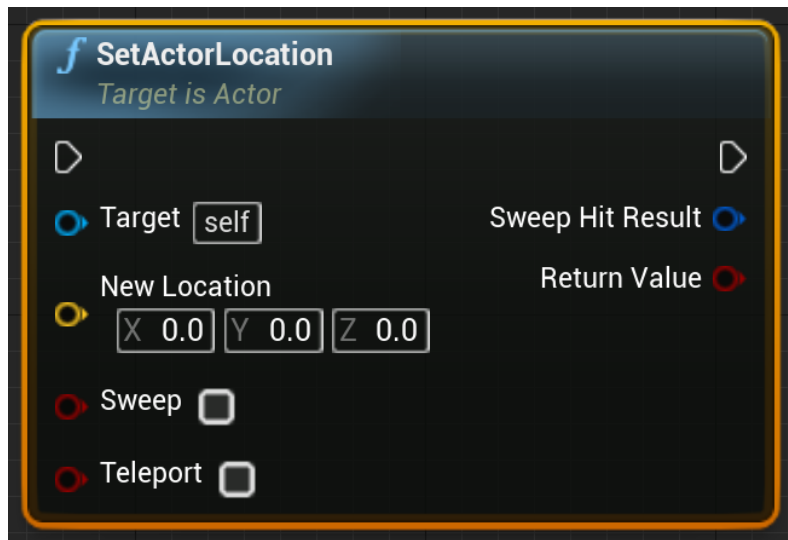 f SetActorLocation
Target is Actor
Target self
Sweep Hit Result
New Location
Return Value
X 0.0 Y 0.0 Z 0.0
Sweep
Teleport